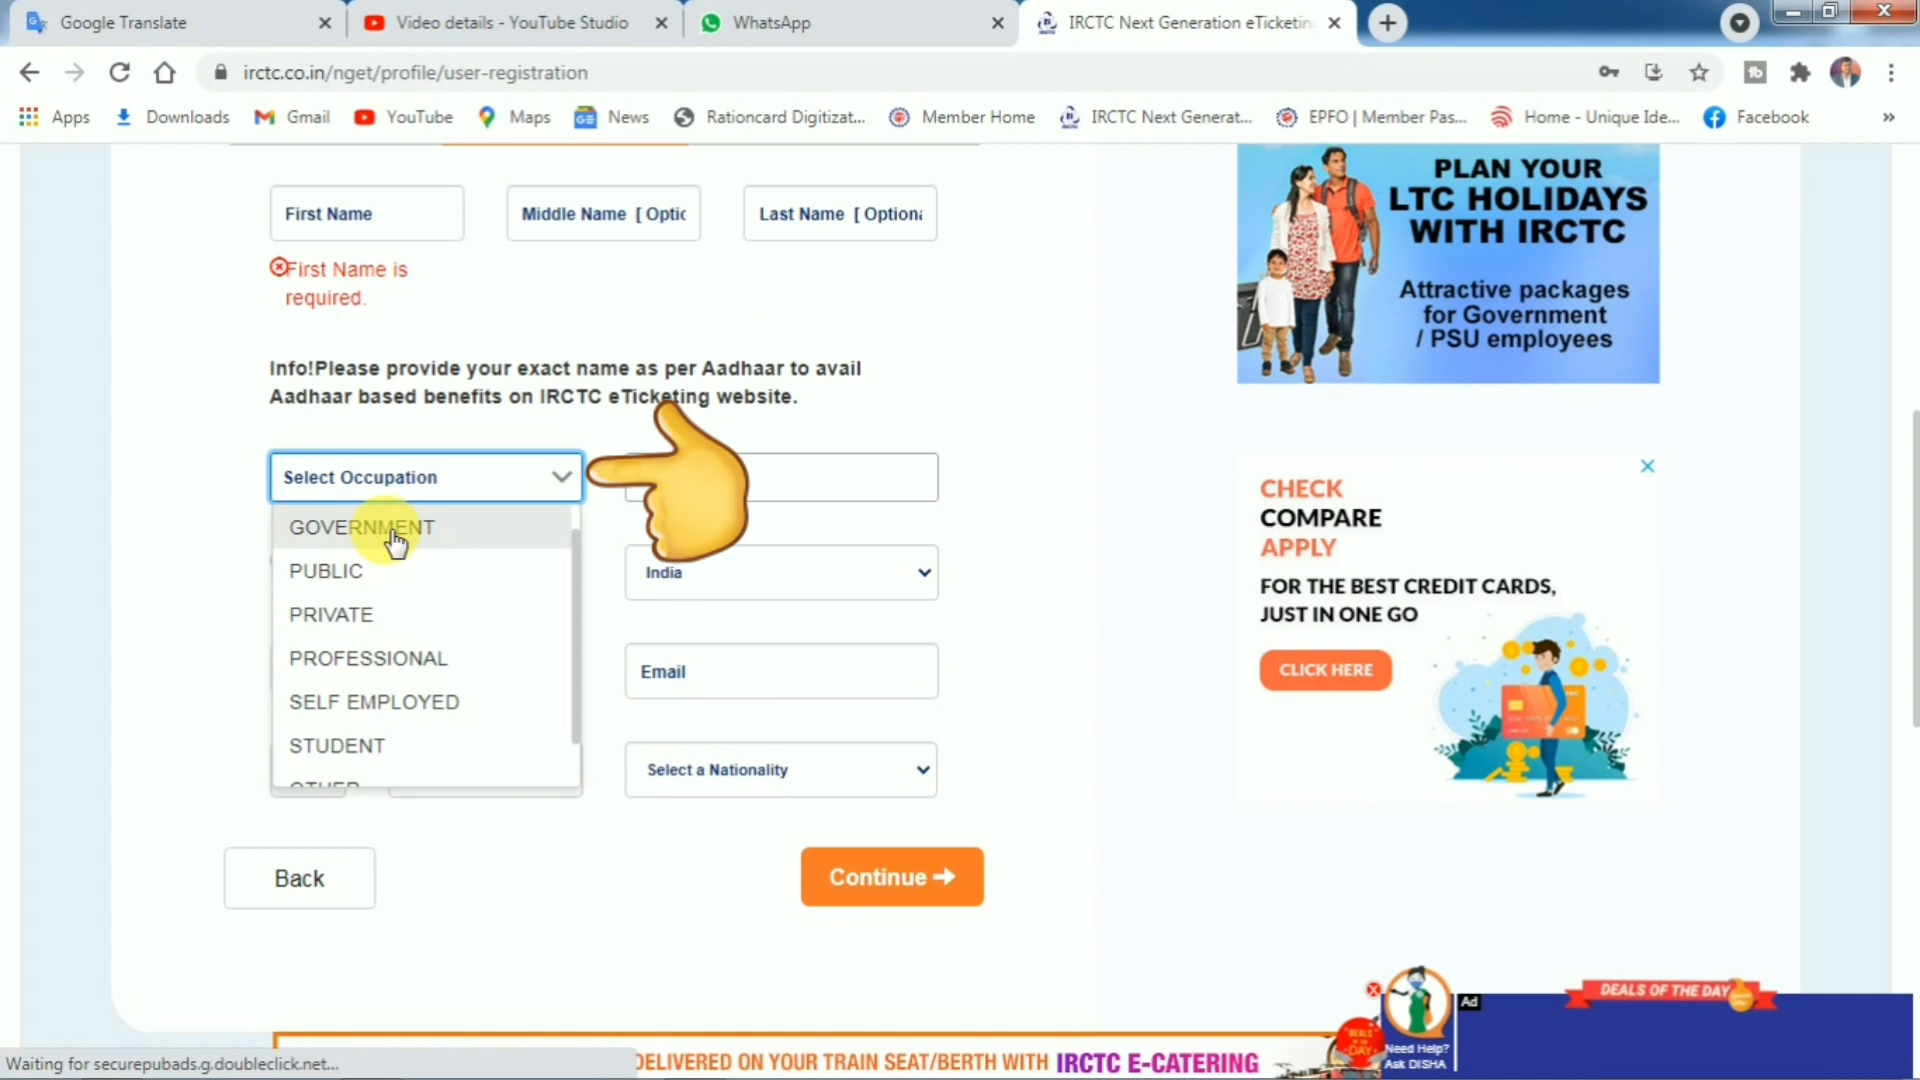 Google Translate
Video details - YouTube Studio
WhatsApp
IRCTC Next Generation eTicketin
irctc.co.in/nget/profile/user-registration
Apps
Downloads
Gmail
YouTube
Maps
News
Rationcard Digitizat...
Member Home
IRCTC Next Generat...
EPFO | Member Pas...
Home - Unique Ide...
Facebook
»
First Name
Middle Name [ Optic
Last Name [ Optiona
First Name is
required.
Info!Please provide your exact name as per Aadhaar to avail
Aadhaar based benefits on IRCTC eTicketing website.
Select Occupation
GOVERNMENT
PUBLIC
PRIVATE
PROFESSIONAL
SELF EMPLOYED
STUDENT
OTHER
India
Email
Select a Nationality
Back
Continue
PLAN YOUR
LTC HOLIDAYS
WITH IRCTC
Attractive packages
for Government
/ PSU employees
CHECK
COMPARE
APPLY
FOR THE BEST CREDIT CARDS,
JUST IN ONE GO
CLICK HERE
DEALS OF THE DAY
Ad
Need Help?
Ask DISHA
Waiting for securepubads.g.doubleclick.net...
DELIVERED ON YOUR TRAIN SEAT/BERTH WITH IRCTC E-CATERING